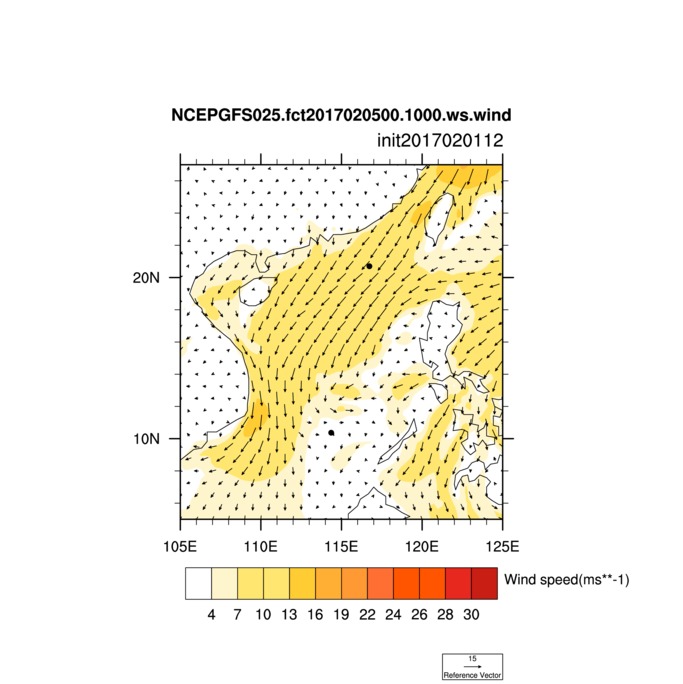 NCEPGFS025.fct2017020500.1000.ws.wind
init2017020112
20N
10N
105E 110E 115E 120E 125E
Wind speed(ms**-1)
4 7 10 13 16 19 22 24 26 28 30
15
Reference Vector